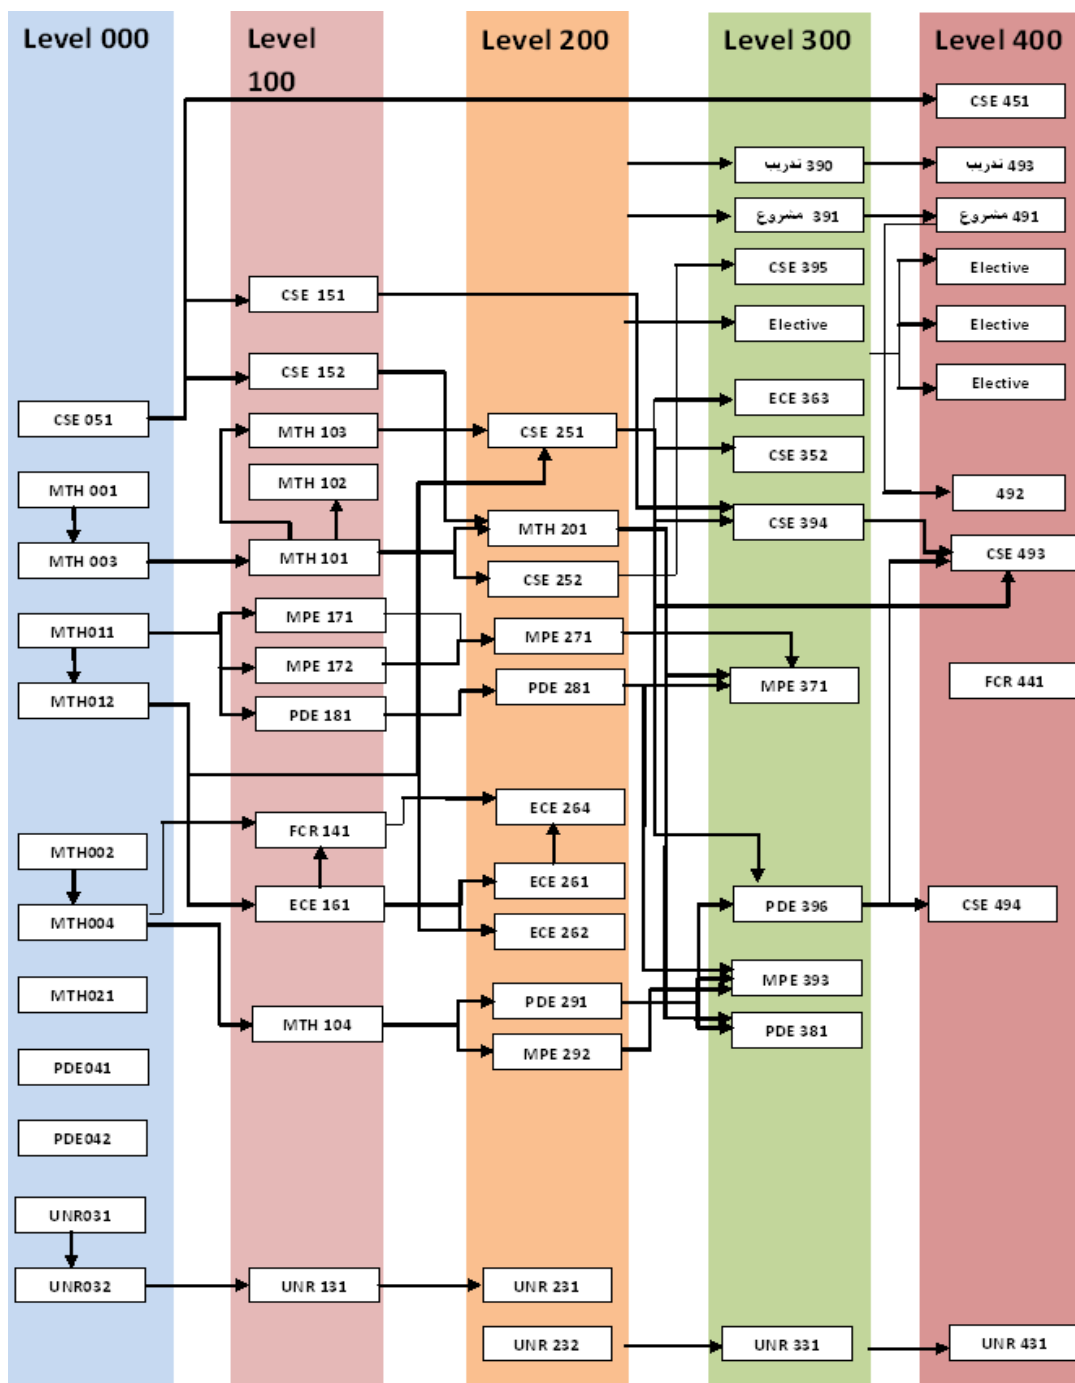 Level 000
CSE 051
MTH 001
MTH 003
MTH011
MTH012
MTH002
MTH004
MTH021
PDE041
PDE042
UNR031
UNR032
Level
100
CSE 151
CSE 152
MTH 103
MTH 102
MTH 101
MPE 171
MPE 172
PDE 181
FCR 141
ECE 161
MTH 104
UNR 131
Level 200
CSE 251
MTH 201
CSE 252
MPE 271
PDE 281
ECE 264
ECE 261
ECE 262
PDE 291
MPE 292
UNR 231
UNR 232
Level 300
تدريب 390
مشروع 391
CSE 395
Elective
ECE 363
CSE 352
CSE 394
MPE 371
PDE 396
MPE 393
PDE 381
UNR 331
Level 400
CSE 451
تدريب 493
مشروع 491
Elective
Elective
Elective
492
CSE 493
FCR 441
CSE 494
UNR 431